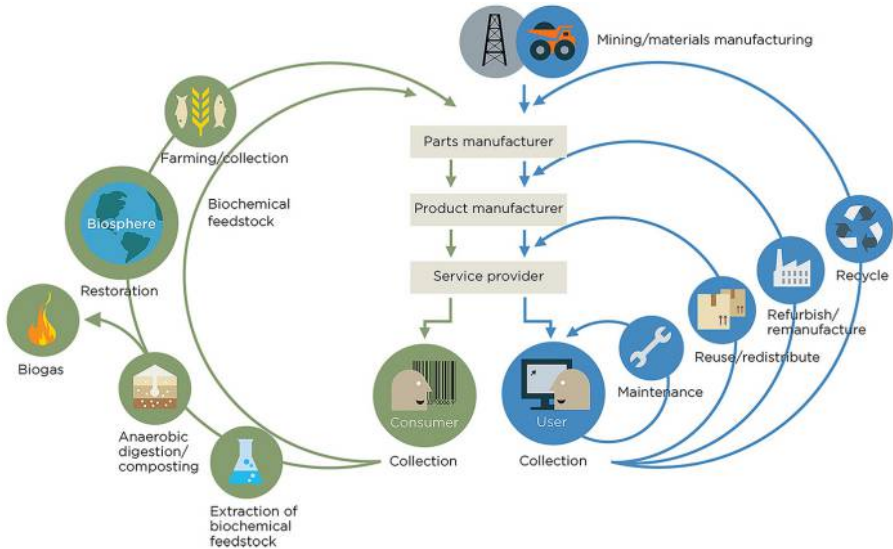 Mining/materials manufacturing
Farming/collection
Parts manufacturer
Biochemical
feedstock
Product manufacturer
Biosphere
Restoration
Service provider
Recycle
Refurbish/
remanufacture
Reuse/redistribute
Biogas
Maintenance
Consumer
User
Anaerobic
digestion/
composting
Collection
Collection
Extraction of
biochemical
feedstock